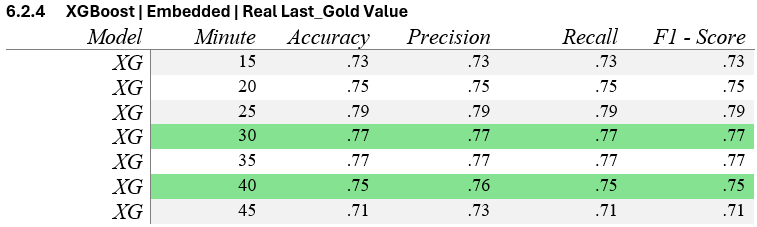 6.2.4 XGBoost | Embedded | Real Last_Gold Value
Model Minute Accuracy Precision Recall F1 - Score
XG 15 .73 .73 .73 .73
XG 20 .75 .75 .75 .75
XG 25 .79 .79 .79 .79
XG 30 .77 .77 .77 .77
XG 35 .77 .77 .77 .77
XG 40 .75 .76 .75 .75
XG 45 .71 .73 .71 .71